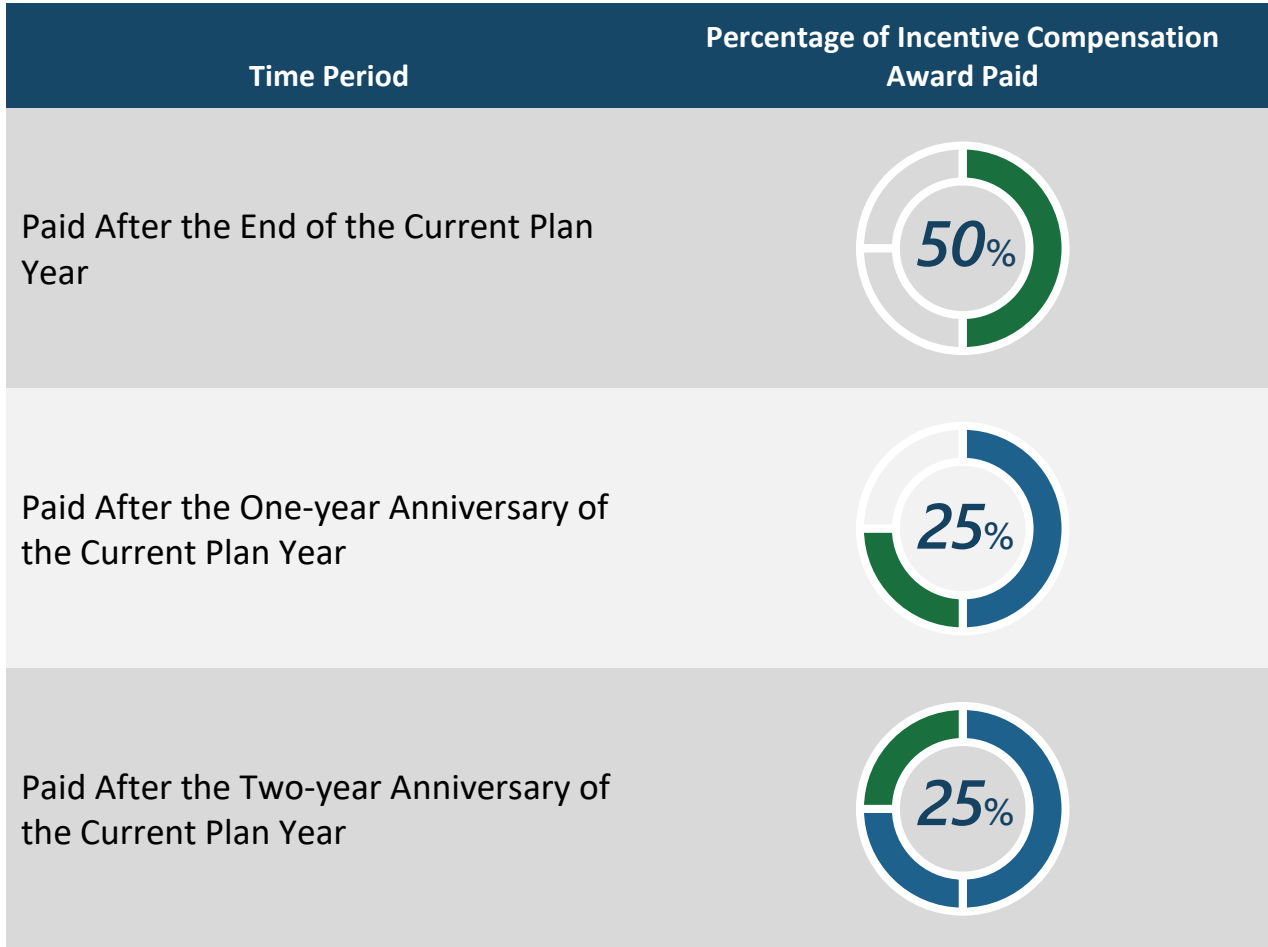 Time Period
Percentage of Incentive Compensation
Award Paid
Paid After the End of the Current Plan
Year
50%
Paid After the One-year Anniversary of
the Current Plan Year
25%
Paid After the Two-year Anniversary of
the Current Plan Year
25%